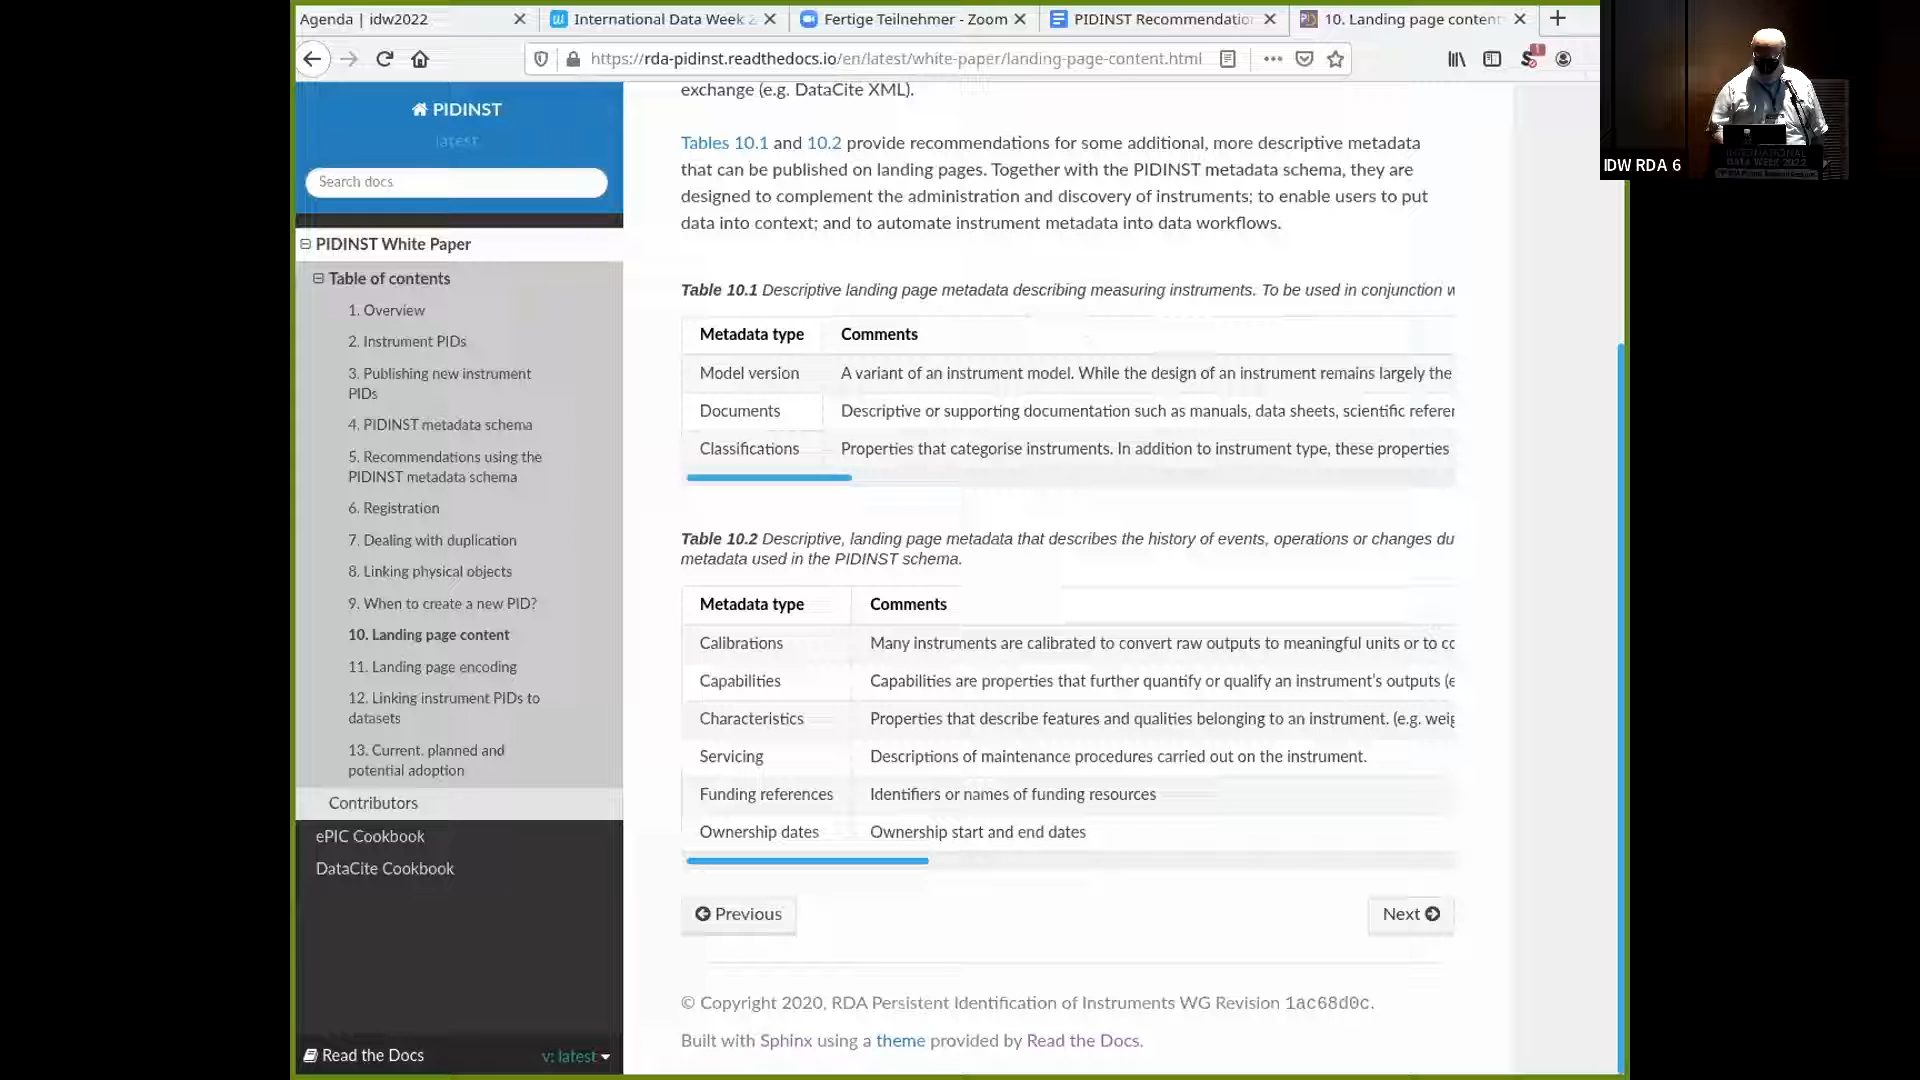 Agenda | idw2022
International Data Week 2
Fertige Teilnehmer - Zoom
PIDINST Recommendatio
10. Landing page content
https://rda-pidinst.readthedocs.io/en/latest/white-paper/landing-page-content.html
IDW RDA 6
INTERNATIONAL
DATA WEEK 2022
PIDINST
latest
Search docs
PIDINST White Paper
Table of contents
1. Overview
2. Instrument PIDs
3. Publishing new instrument
PIDs
4. PIDINST metadata schema
5. Recommendations using the
PIDINST metadata schema
6. Registration
7. Dealing with duplication
8. Linking physical objects
9. When to create a new PID?
10. Landing page content
11. Landing page encoding
12. Linking instrument PIDs to
datasets
13. Current, planned and
potential adoption
Contributors
ePIC Cookbook
DataCite Cookbook
Read the Docs
v: latest
exchange (e.g. DataCite XML).
Tables 10.1 and 10.2 provide recommendations for some additional, more descriptive metadata
that can be published on landing pages. Together with the PIDINST metadata schema, they are
designed to complement the administration and discovery of instruments; to enable users to put
data into context; and to automate instrument metadata into data workflows.
Table 10.1 Descriptive landing page metadata describing measuring instruments. To be used in conjunction w
Metadata type Comments
Model version A variant of an instrument model. While the design of an instrument remains largely the
Documents Descriptive or supporting documentation such as manuals, data sheets, scientific referen
Classifications Properties that categorise instruments. In addition to instrument type, these properties
Table 10.2 Descriptive, landing page metadata that describes the history of events, operations or changes du
metadata used in the PIDINST schema.
Metadata type Comments
Calibrations Many instruments are calibrated to convert raw outputs to meaningful units or to co
Capabilities Capabilities are properties that further quantify or qualify an instrument's outputs (e
Characteristics Properties that describe features and qualities belonging to an instrument. (e.g. weig
Servicing Descriptions of maintenance procedures carried out on the instrument.
Funding references Identifiers or names of funding resources
Ownership dates Ownership start and end dates
Previous
Next
© Copyright 2020, RDA Persistent Identification of Instruments WG Revision 1ac68d0c.
Built with Sphinx using a theme provided by Read the Docs.